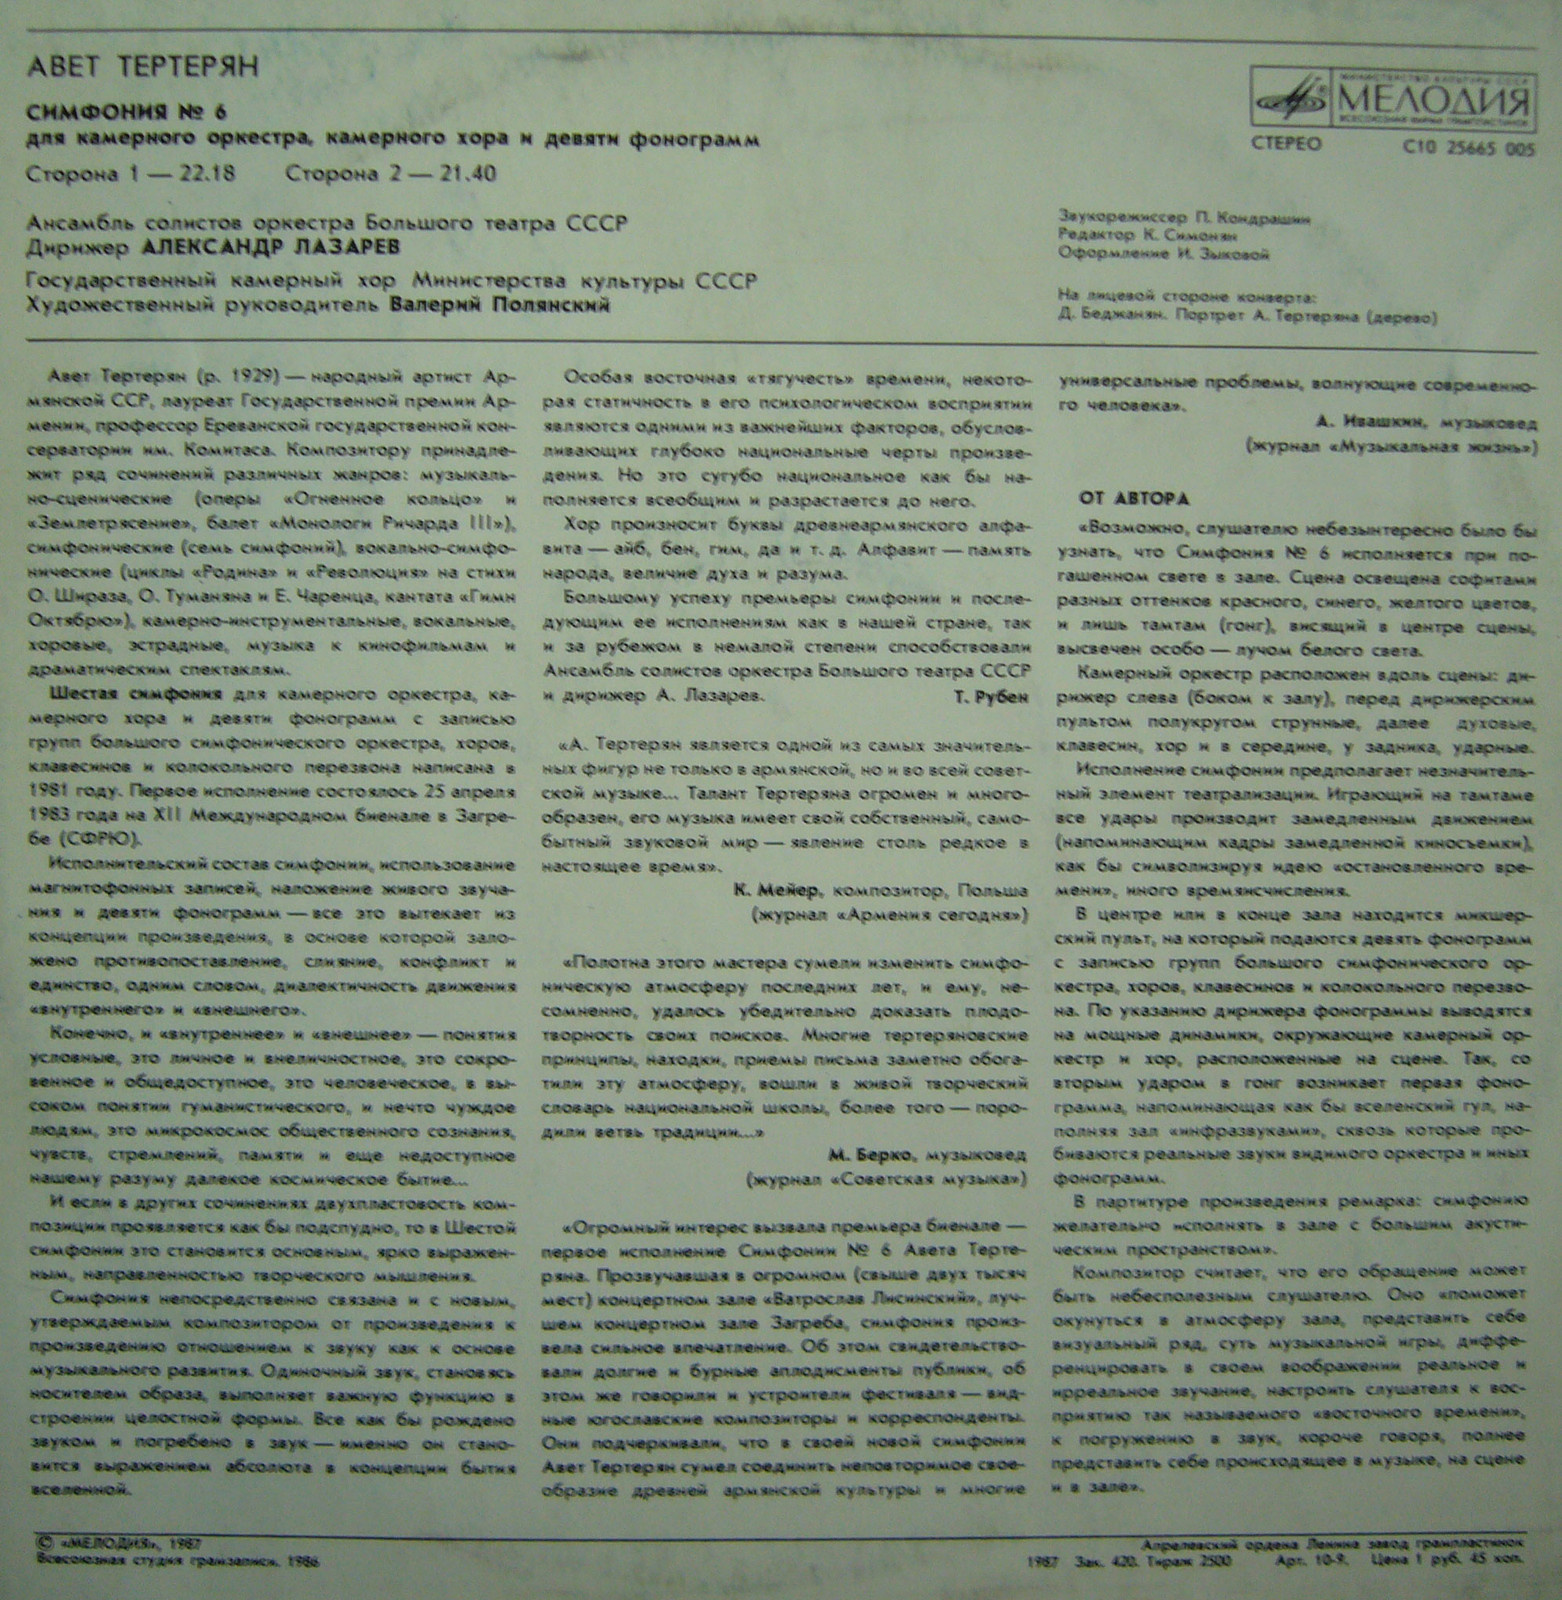 АВЕТ ТЕРТЕРЯН
СИМФОНИЯ № 6
для камерного оркестра, камерного хора и девяти фонограмм
Сторона 1 — 22.18 Сторона 2 — 21.40
Ансамбль солистов оркестра Большого театра СССР
Дирижер АЛЕКСАНДР ЛАЗАРЕВ
Государственный камерный хор Министерства культуры СССР
Художественный руководитель Валерий Полянский
МИНИСТЕРСТВО КУЛЬТУРЫ СССР
МЕЛОДИЯ
ВСЕСОЮЗНАЯ ФИРМА ГРАМПЛАСТИНОК
СТЕРЕО С10 25665 005
Звукорежиссер П. Кондрашин
Редактор К. Симонян
Оформление И. Зыковой
На лицевой стороне конверта:
Д. Беджанян. Портрет А. Тертеряна (дерево)
Авет Тертерян (р. 1929) — народный артист Ар-
мянской ССР, лауреат Государственной премии Ар-
мении, профессор Ереванской государственной кон-
серватории им. Комитаса. Композитору принадле-
жит ряд сочинений различных жанров: музыкаль-
но-сценические (оперы «Огненное кольцо» и
«Землетрясение», балет «Монологи Ричарда III»),
симфонические (семь симфоний), вокально-симфо-
нические (циклы «Родина» и «Революция» на стихи
О. Шираза, О. Туманяна и Е. Чаренца, кантата «Гимн
Октябрю»), камерно-инструментальные, вокальные,
хоровые, эстрадные, музыка к кинофильмам и
драматическим спектаклям.
Шестая симфония для камерного оркестра, ка-
мерного хора и девяти фонограмм с записью
групп большого симфонического оркестра, хоров,
клавесинов и колокольного перезвона написана в
1981 году. Первое исполнение состоялось 25 апреля
1983 года на XII Международном биенале в Загре-
бе (СФРЮ).
Исполнительский состав симфонии, использование
магнитофонных записей, наложение живого звуча-
ния и девяти фонограмм — все это вытекает из
концепции произведения, в основе которой зало-
жено противопоставление, слияние, конфликт и
единство, одним словом, диалектичность движения
«внутреннего» и «внешнего».
Конечно, и «внутреннее» и «внешнее» — понятия
условные, это личное и внеличностное, это сокро-
венное и общедоступное, это человеческое, в вы-
соком понятии гуманистического, и нечто чуждое
людям, это микрокосмос общественного сознания,
чувств, стремлений, памяти и еще недоступное
нашему разуму далекое космическое бытие...
И если в других сочинениях двухпластовость ком-
позиции проявляется как бы подспудно, то в Шестой
симфонии это становится основным, ярко выражен-
ным, направленностью творческого мышления.
Симфония непосредственно связана и с новым,
утверждаемым композитором от произведения к
произведению отношением к звуку как к основе
музыкального развития. Одиночный звук, становясь
носителем образа, выполняет важную функцию в
строении целостной формы. Все как бы рождено
звуком и погребено в звук — именно он стано-
вится выражением абсолюта в концепции бытия
вселенной.
Особая восточная «тягучесть» времени, некото-
рая статичность в его психологическом восприятии
являются одними из важнейших факторов, обуслов-
ливающих глубоко национальные черты произве-
дения. Но это сугубо национальное как бы на-
полняется всеобщим и разрастается до него.
Хор произносит буквы древнеармянского алфа-
вита — айб, бен, гим, да и т. д. Алфавит — память
народа, величие духа и разума.
Большому успеху премьеры симфонии и после-
дующим ее исполнениям как в нашей стране, так
и за рубежом в немалой степени способствовали
Ансамбль солистов оркестра Большого театра СССР
и дирижер А. Лазарев. Т. Рубен
«А. Тертерян является одной из самых значитель-
ных фигур не только в армянской, но и во всей совет-
ской музыке... Талант Тертеряна огромен и много-
образен, его музыка имеет свой собственный, само-
бытный звуковой мир — явление столь редкое в
настоящее время».
К. Мейер, композитор, Польша
(журнал «Армения сегодня»)
«Полотна этого мастера сумели изменить симфо-
ническую атмосферу последних лет, и ему, не-
сомненно, удалось убедительно доказать плодо-
творность своих поисков. Многие тертеряновские
принципы, находки, приемы письма заметно обога-
тили эту атмосферу, вошли в живой творческий
словарь национальной школы, более того — поро-
дили ветвь традиции...»
М. Берко, музыковед
(журнал «Советская музыка»)
«Огромный интерес вызвала премьера биенале —
первое исполнение Симфонии № 6 Авета Терте-
ряна. Прозвучавшая в огромном (свыше двух тысяч
мест) концертном зале «Ватрослав Лисинский», луч-
шем концертном зале Загреба, симфония произ-
вела сильное впечатление. Об этом свидетельство-
вали долгие и бурные аплодисменты публики, об
этом же говорили и устроители фестиваля — вид-
ные югославские композиторы и корреспонденты.
Они подчеркивали, что в своей новой симфонии
Авет Тертерян сумел соединить неповторимое свое-
образие древней армянской культуры и многие
универсальные проблемы, волнующие современно-
го человека».
А. Ивашкин, музыковед
(журнал «Музыкальная жизнь»)
ОТ АВТОРА
«Возможно, слушателю небезынтересно было бы
узнать, что Симфония № 6 исполняется при по-
гашенном свете в зале. Сцена освещена софитами
разных оттенков красного, синего, желтого цветов,
и лишь тамтам (гонг), висящий в центре сцены,
высвечен особо — лучом белого света.
Камерный оркестр расположен вдоль сцены: ди-
рижер слева (боком к залу), перед дирижерским
пультом полукругом струнные, далее духовые,
клавесин, хор и в середине, у задника, ударные.
Исполнение симфонии предполагает незначитель-
ный элемент театрализации. Играющий на тамтаме
все удары производит замедленным движением
(напоминающим кадры замедленной киносъемки),
как бы символизируя идею «остановленного вре-
мени», иного времяисчисления.
В центре или в конце зала находится микшер-
ский пульт, на который подаются девять фонограмм
с записью групп большого симфонического ор-
кестра, хоров, клавесинов и колокольного перезво-
на. По указанию дирижера фонограммы выводятся
на мощные динамики, окружающие камерный ор-
кестр и хор, расположенные на сцене. Так, со
вторым ударом в гонг возникает первая фоно-
грамма, напоминающая как бы вселенский гул, на-
полняя зал «инфразвуками», сквозь которые про-
биваются реальные звуки видимого оркестра и иных
фонограмм.
В партитуре произведения ремарка: симфонию
желательно исполнять в зале с большим акусти-
ческим пространством».
Композитор считает, что его обращение может
быть небесполезным слушателю. Оно «поможет
окунуться в атмосферу зала, представить себе
визуальный ряд, суть музыкальной игры, диффе-
ренцировать в своем воображении реальное и
ирреальное звучание, настроить слушателя к вос-
приятию так называемого «восточного времени»,
к погружению в звук, короче говоря, полнее
представить себе происходящее в музыке, на сцене
и в зале».
© «МЕЛОДИЯ», 1987
Всесоюзная студия грамзаписи. 1986
Апрелевский ордена Ленина завод грампластинок
1987 Зак. 420. Тираж 2500 Арт. 10-9. Цена 1 руб. 45 коп.